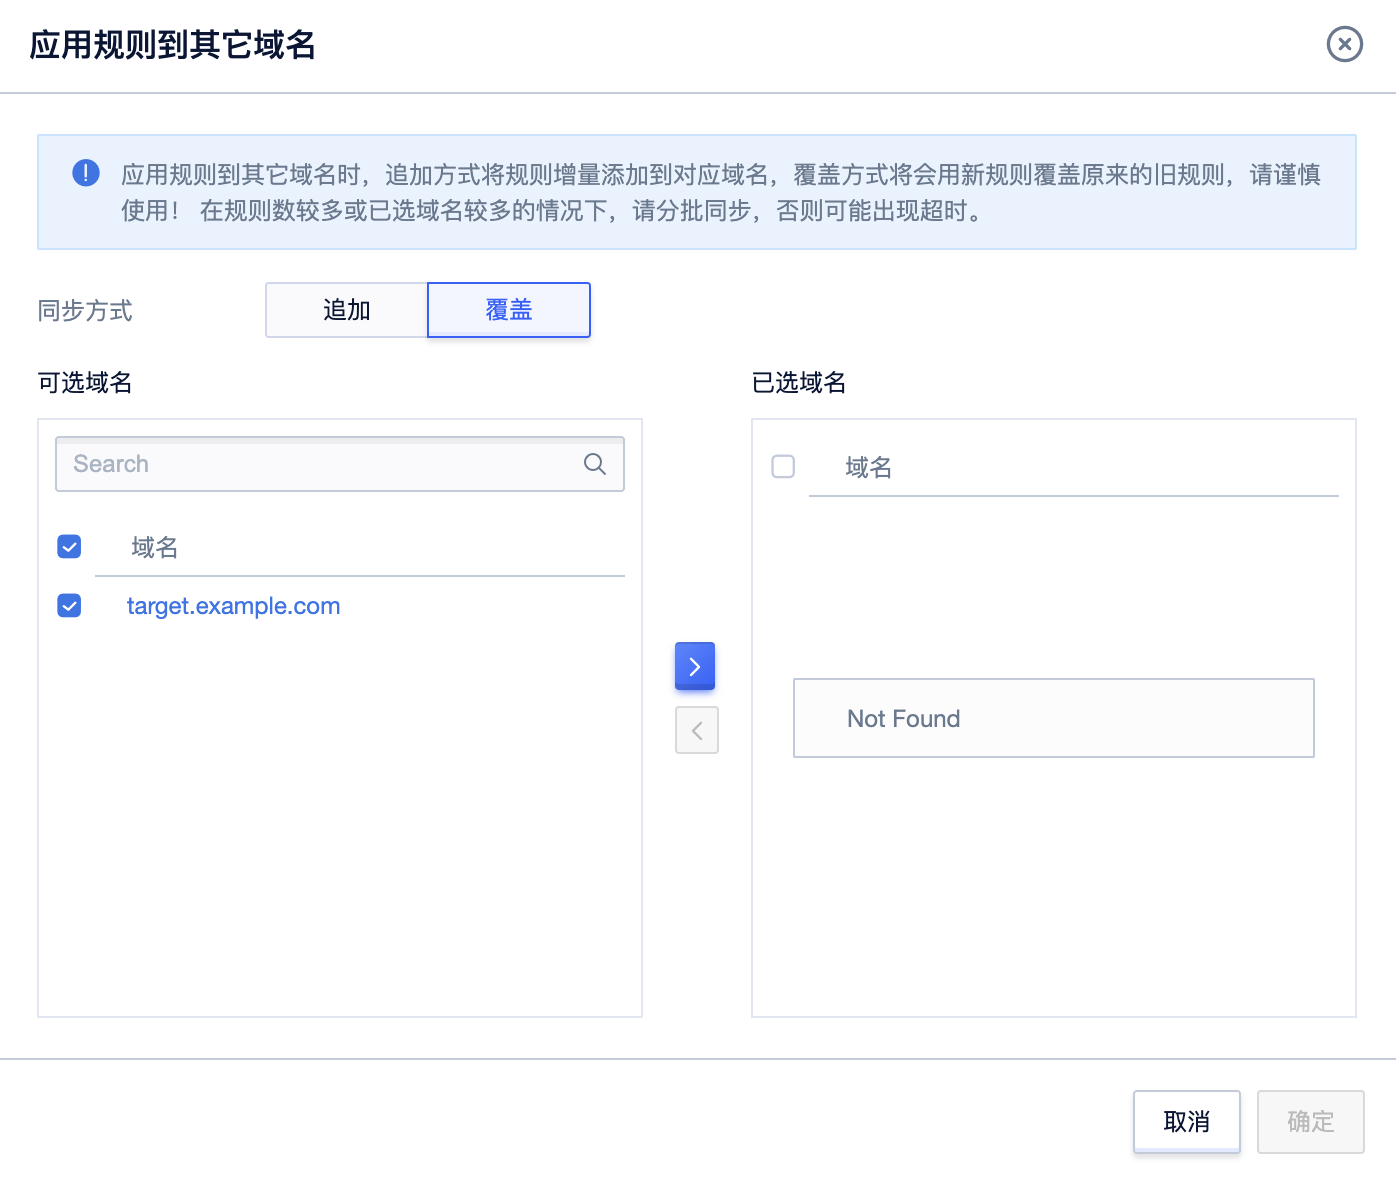 应用规则到其它域名
应用规则到其它域名时，追加方式将规则增量添加到对应域名，覆盖方式将会用新规则覆盖原来的旧规则，请谨慎
使用！ 在规则数较多或已选域名较多的情况下，请分批同步，否则可能出现超时。
同步方式
追加
覆盖
可选域名
Search
域名
target.example.com
已选域名
域名
Not Found
取消
确定